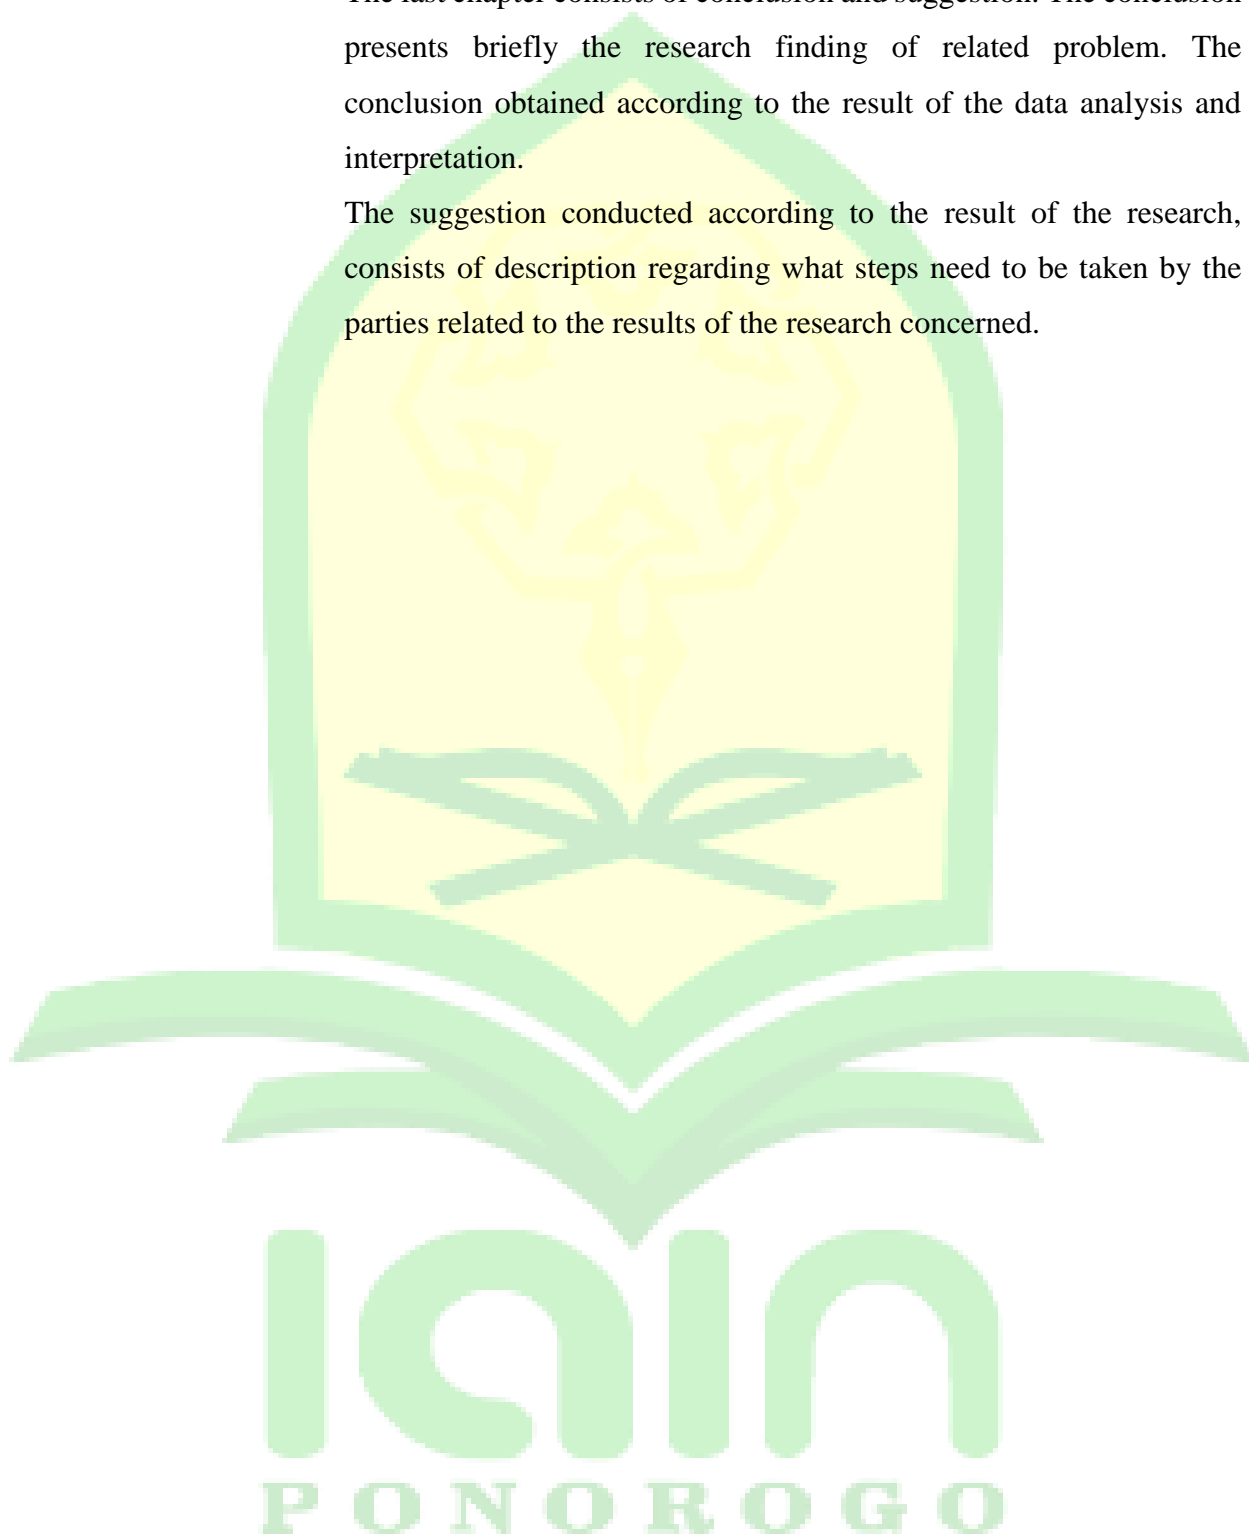 The last chapter consists of conclusion and suggestion. The conclusion
presents briefly the research finding of related problem. The
conclusion obtained according to the result of the data analysis and
interpretation.
The suggestion conducted according to the result of the research,
consists of description regarding what steps need to be taken by the
parties related to the results of the research concerned.
iain
PONOROGO